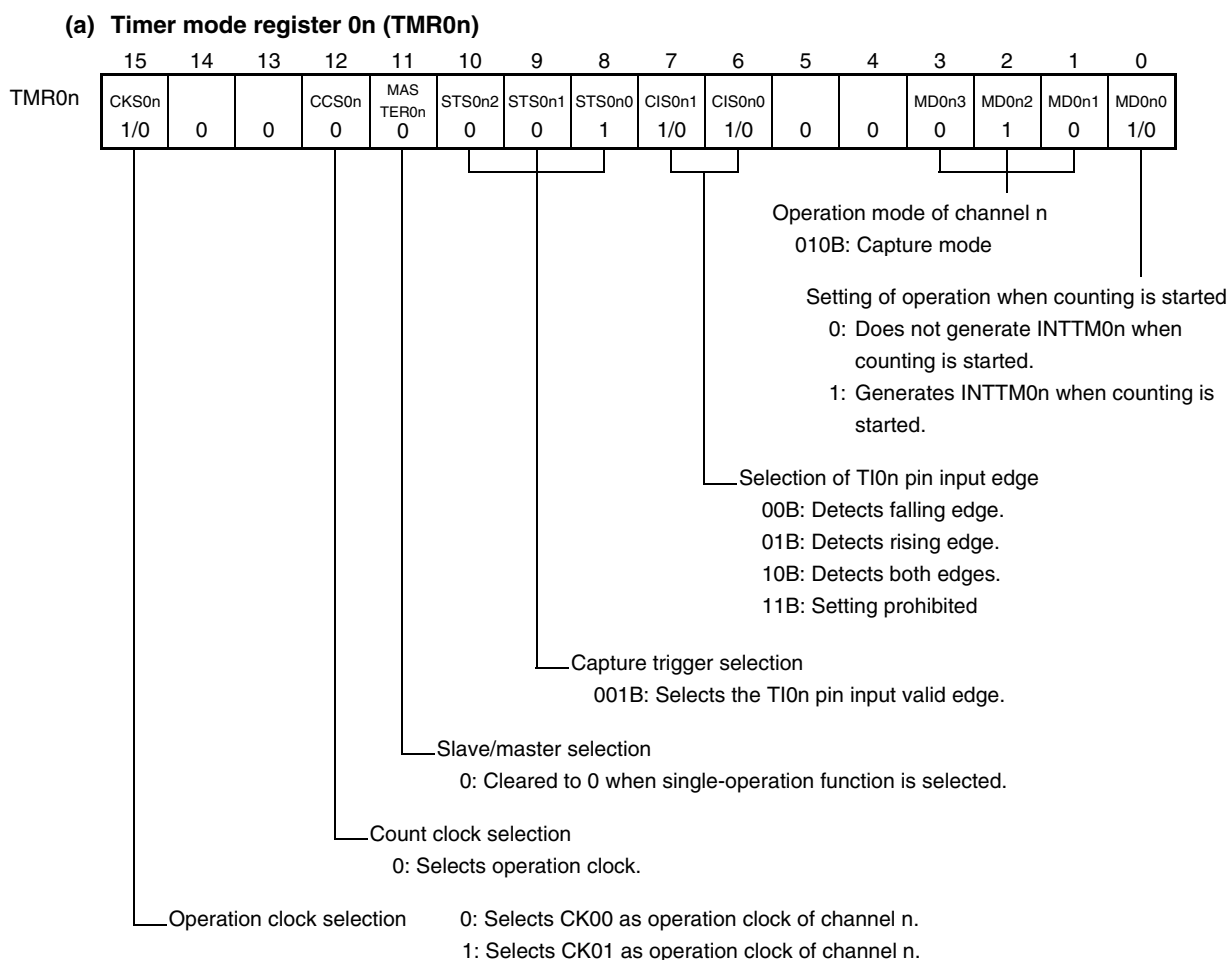 (a) Timer mode register 0n (TMR0n)
15 14 13 12 11 10 9 8 7 6 5 4 3 2 1 0
TMR0n
CKS0n CCS0n MAS TER0n STS0n2 STS0n1 STS0n0 CIS0n1 CIS0n0 MD0n3 MD0n2 MD0n1 MD0n0
1/0 0 0 0 0 0 0 1 1/0 1/0 0 0 0 1 0 1/0
Operation mode of channel n
010B: Capture mode
Setting of operation when counting is started
0: Does not generate INTTM0n when
counting is started.
1: Generates INTTM0n when counting is
started.
Selection of TI0n pin input edge
00B: Detects falling edge.
01B: Detects rising edge.
10B: Detects both edges.
11B: Setting prohibited
Capture trigger selection
001B: Selects the TI0n pin input valid edge.
Slave/master selection
0: Cleared to 0 when single-operation function is selected.
Count clock selection
0: Selects operation clock.
Operation clock selection 0: Selects CK00 as operation clock of channel n.
1: Selects CK01 as operation clock of channel n.